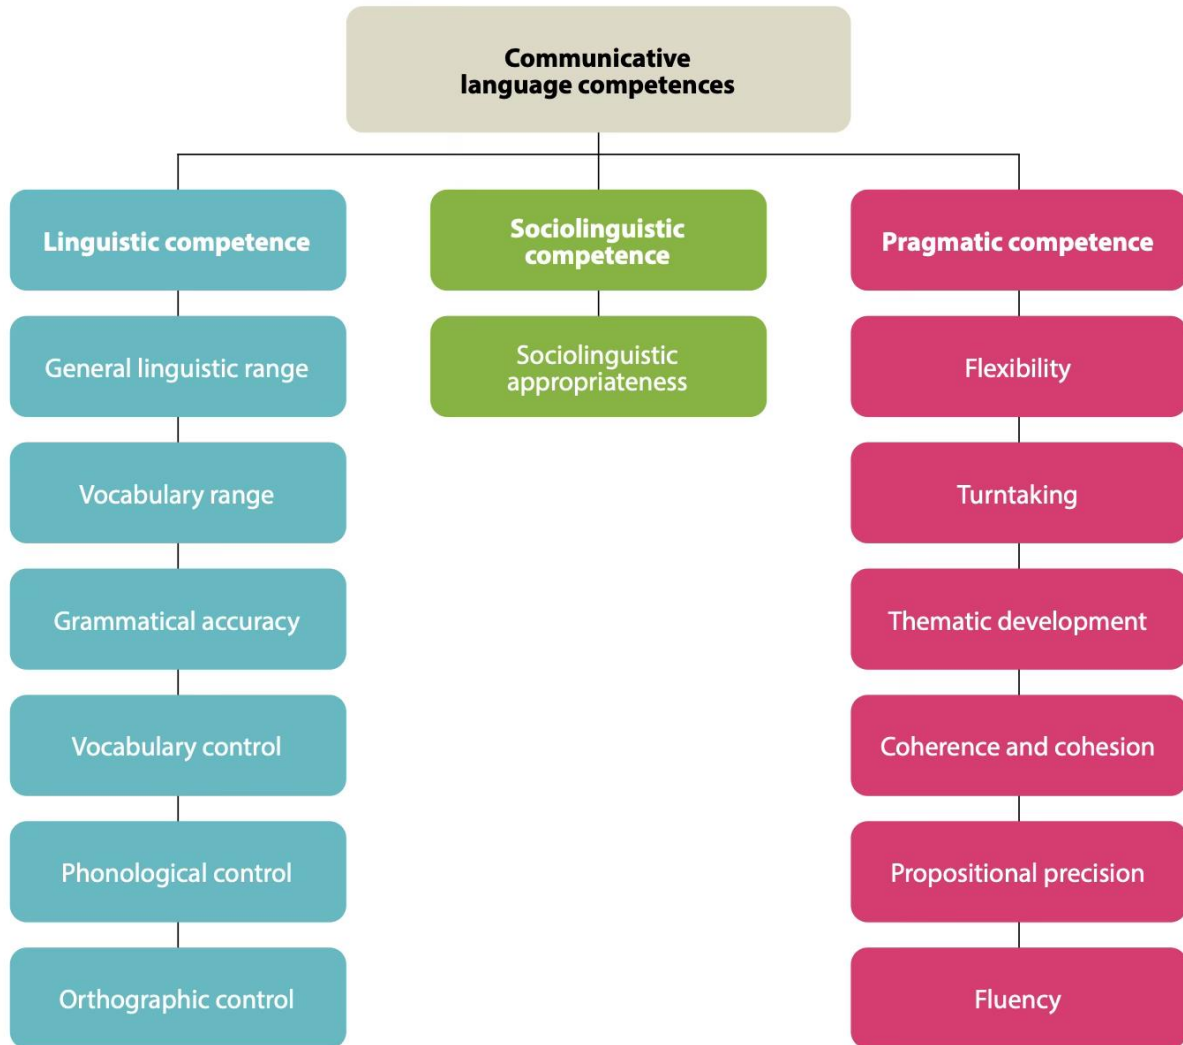 Communicative
language competences
Linguistic competence
General linguistic range
Vocabulary range
Grammatical accuracy
Vocabulary control
Phonological control
Orthographic control
Sociolinguistic
competence
Sociolinguistic
appropriateness
Pragmatic competence
Flexibility
Turntaking
Thematic development
Coherence and cohesion
Propositional precision
Fluency